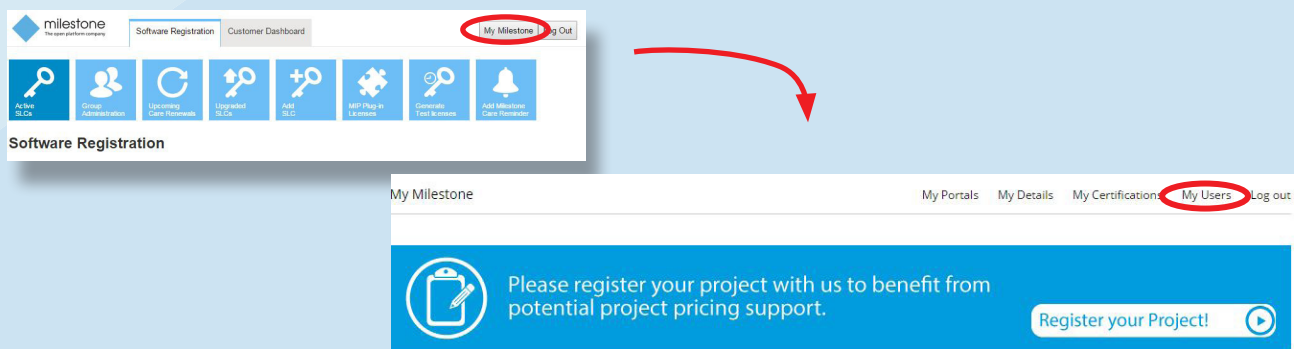 milestone
The open platform company
Software Registration
Customer Dashboard
My Milestone
Log Out
Active
SLCs
Group
Administration
Upcoming
Care Renewals
Upgraded
SLCs
Add
SLC
MIP Plug-in
Licenses
Generate
Test licenses
Add Milestone
Care Reminder
Software Registration
My Milestone
My Portals
My Details
My Certifications
My Users
Log out
Please register your project with us to benefit from
potential project pricing support.
Register your Project!